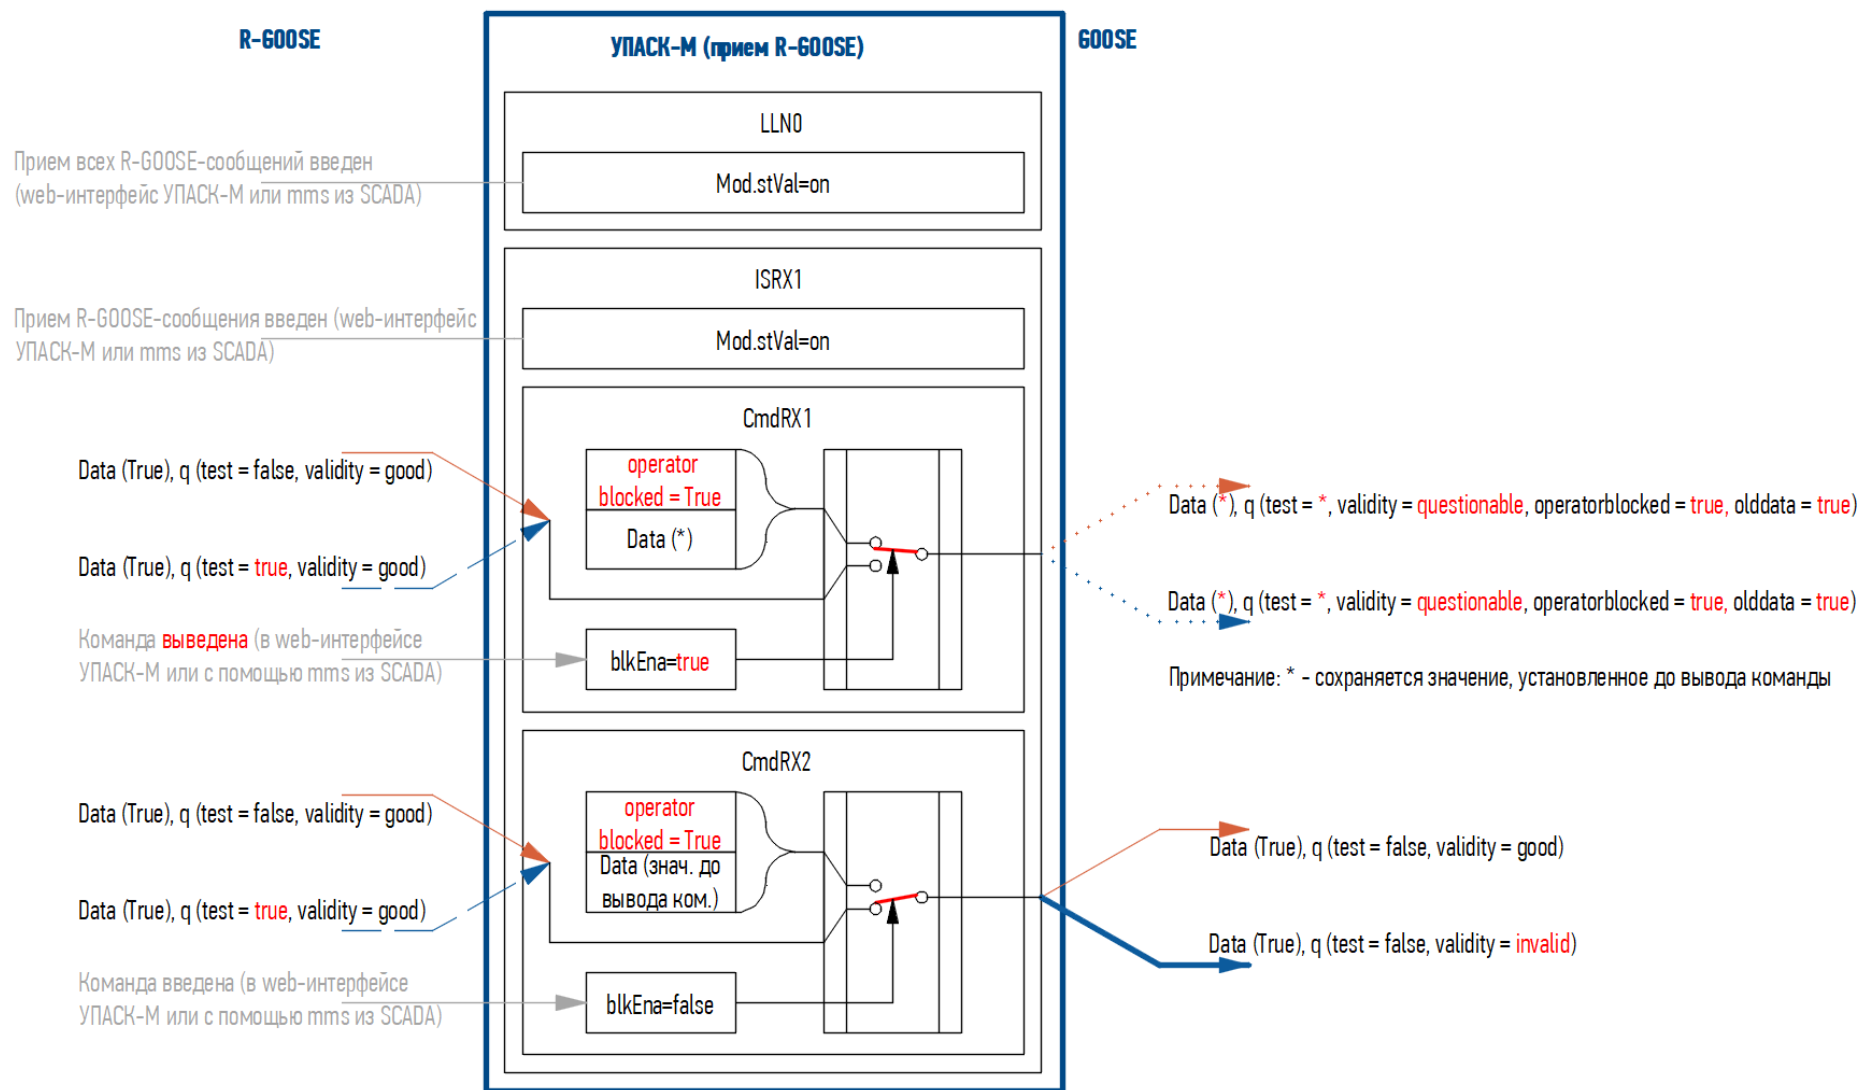 R-GOOSE
УПАСК-М (прием R-GOOSE)
GOOSE
LLN0
Прием всех R-GOOSE-сообщений введен
(web-интерфейс УПАСК-М или mms из SCADA)
Mod.stVal=on
ISRX1
Прием R-GOOSE-сообщения введен (web-интерфейс
УПАСК-М или mms из SCADA)
Mod.stVal=on
CmdRX1
Data (True), q (test = false, validity = good)
operator
blocked = True
Data (*)
Data (*), q (test = *, validity = questionable, operatorblocked = true, olddata = true)
Data (True), q (test = true, validity = good)
Data (*), q (test = *, validity = questionable, operatorblocked = true, olddata = true)
Команда выведена (в web-интерфейсе
УПАСК-М или с помощью mms из SCADA)
blkEna=true
Примечание: * - сохраняется значение, установленное до вывода команды
CmdRX2
Data (True), q (test = false, validity = good)
operator
blocked = True
Data (знач. до
вывода ком.)
Data (True), q (test = false, validity = good)
Data (True), q (test = true, validity = good)
Data (True), q (test = false, validity = invalid)
Команда введена (в web-интерфейсе
УПАСК-М или с помощью mms из SCADA)
blkEna=false